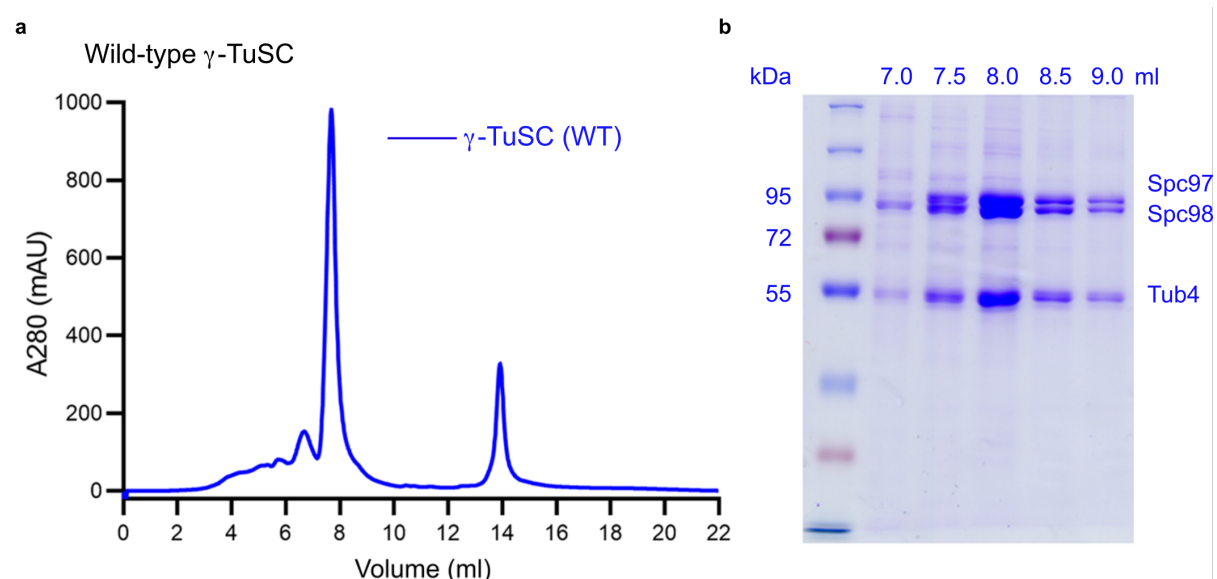 a
Wild-type γ-TuSC
γ-TuSC (WT)
1000
800
600
400
200
0
A280 (mAU)
0 2 4 6 8 10 12 14 16 18 20 22
Volume (ml)
b
kDa 7.0 7.5 8.0 8.5 9.0 ml
95
72
55
Spc97
Spc98
Tub4